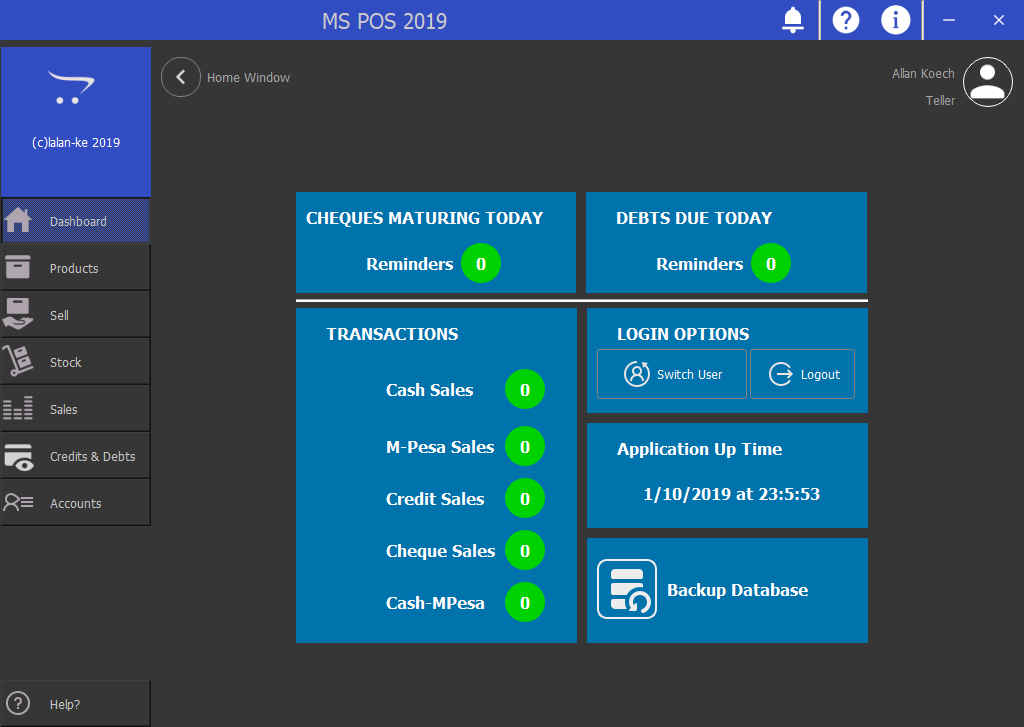 MS POS 2019
Home Window
Allan Koech
Teller
(c)lalan-ke 2019
Dashboard
Products
Sell
Stock
Sales
Credits & Debts
Accounts
Help?
CHEQUES MATURING TODAY
Reminders 0
DEBTS DUE TODAY
Reminders 0
TRANSACTIONS
Cash Sales 0
M-Pesa Sales 0
Credit Sales 0
Cheque Sales 0
Cash-MPesa 0
LOGIN OPTIONS
Switch User Logout
Application Up Time
1/10/2019 at 23:5:53
Backup Database